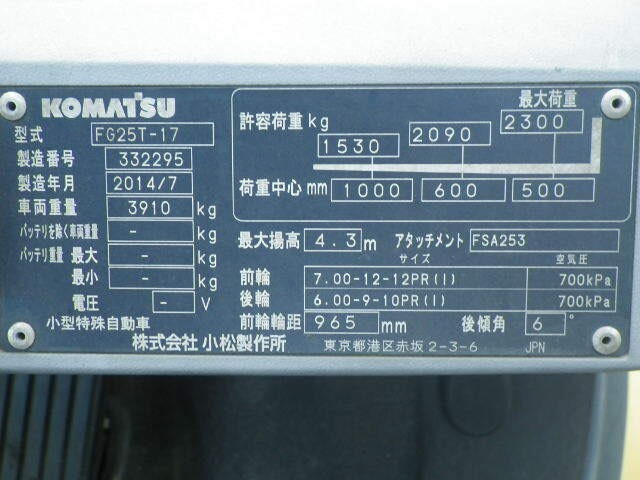 KOMATSU
型式 FG25T-17
製造番号 332295
製造年月 2014/7
車両重量 3910 kg
バッテリを除く車両重量 - kg
バッテリ重量 最大 - kg
最小 - kg
電圧 - V
小型特殊自動車
最大荷重
許容荷重 kg 1530 2090 2300
荷重中心 mm 1000 600 500
最大揚高 4.3 m アタッチメント FSA253
サイズ 空気圧
前輪 7.00-12-12PR(I) 700kPa
後輪 6.00-9-10PR(I) 700kPa
前輪輪距 965 mm 後傾角 6 °
株式会社 小松製作所 東京都港区赤坂 2-3-6 JPN